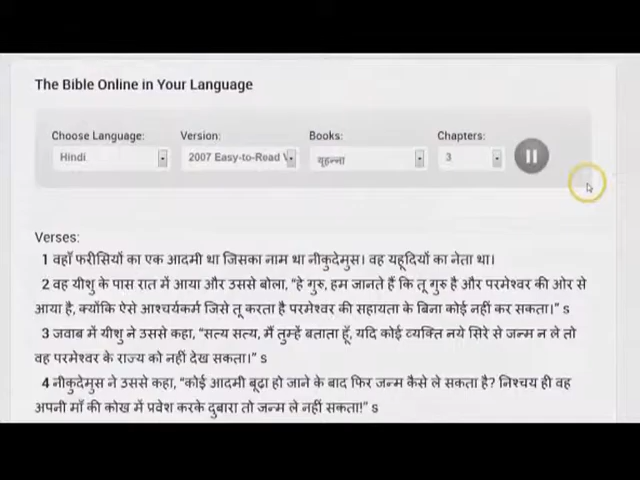 The Bible Online in Your Language
Choose Language: Version: Books: Chapters:
Hindi 2007 Easy-to-Read V यूहन्ना 3
Verses:
1 वहाँ फरीसियों का एक आदमी था जिसका नाम था नीकुदेमुस। वह यहूदियों का नेता था।
2 वह यीशु के पास रात में आया और उससे बोला, “हे गुरु, हम जानते हैं कि तू गुरु है और परमेश्वर की ओर से
आया है, क्योंकि ऐसे आश्चर्यकर्म जिसे तू करता है परमेश्वर की सहायता के बिना कोई नहीं कर सकता।” s
3 जवाब में यीशु ने उससे कहा, “सत्य सत्य, मैं तुम्हें बताता हूँ, यदि कोई व्यक्ति नये सिरे से जन्म न ले तो
वह परमेश्वर के राज्य को नहीं देख सकता।” s
4 नीकुदेमुस ने उससे कहा, “कोई आदमी बूढ़ा हो जाने के बाद फिर जन्म कैसे ले सकता है? निश्चय ही वह
अपनी माँ की कोख में प्रवेश करके दुबारा तो जन्म ले नहीं सकता!” s